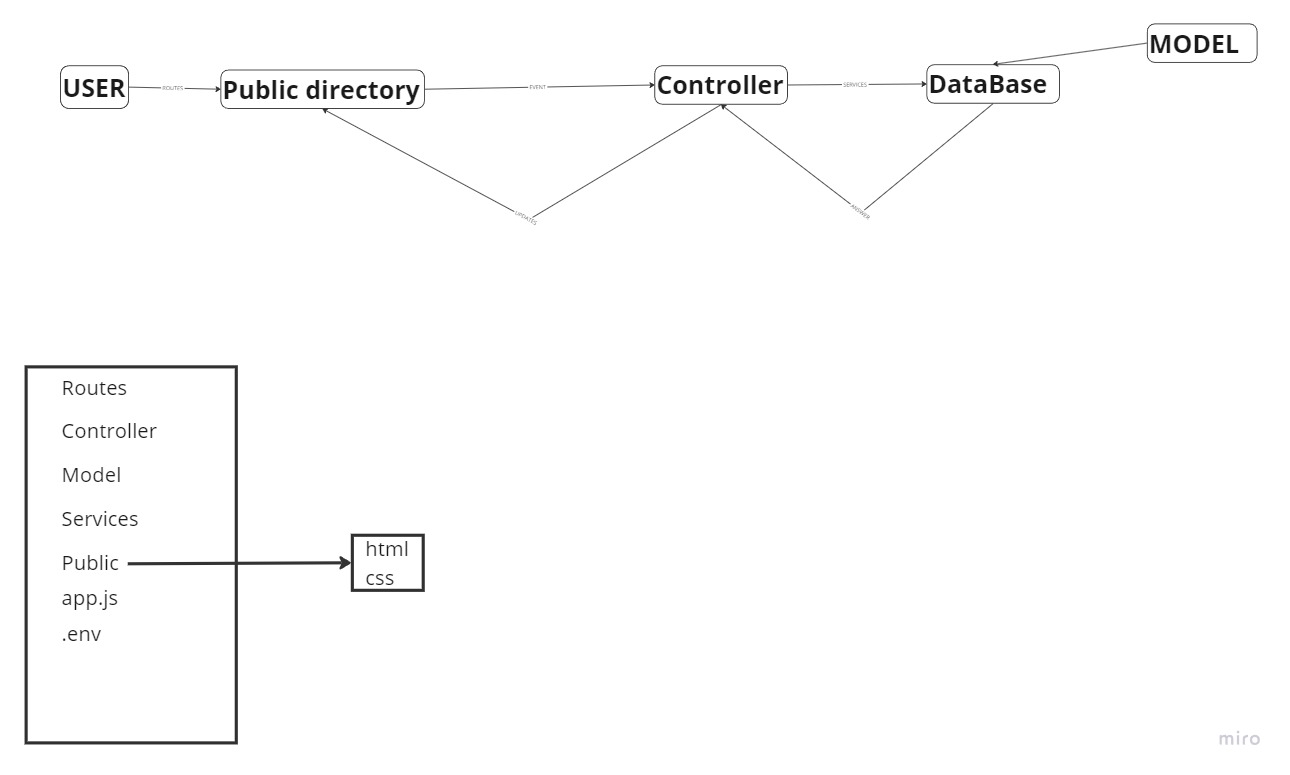 MODEL
USER
ROUTES
Public directory
EVENT
Controller
SERVICES
DataBase
UPDATES
ANSWER
Routes
Controller
Model
Services
Public
html
css
app.js
.env
miro